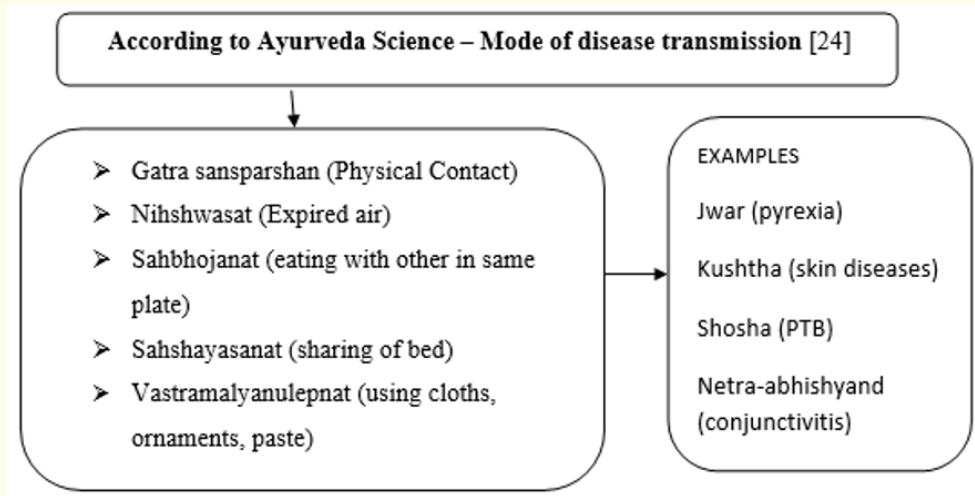 According to Ayurveda Science – Mode of disease transmission [24]
➢ Gatra sansparshan (Physical Contact)
➢ Nihshwasat (Expired air)
➢ Sahbhojanat (eating with other in same
plate)
➢ Sahshayasanat (sharing of bed)
➢ Vastramalyanulepnat (using cloths,
ornaments, paste)
EXAMPLES
Jwar (pyrexia)
Kushtha (skin diseases)
Shosha (PTB)
Netra-abhishyand
(conjunctivitis)